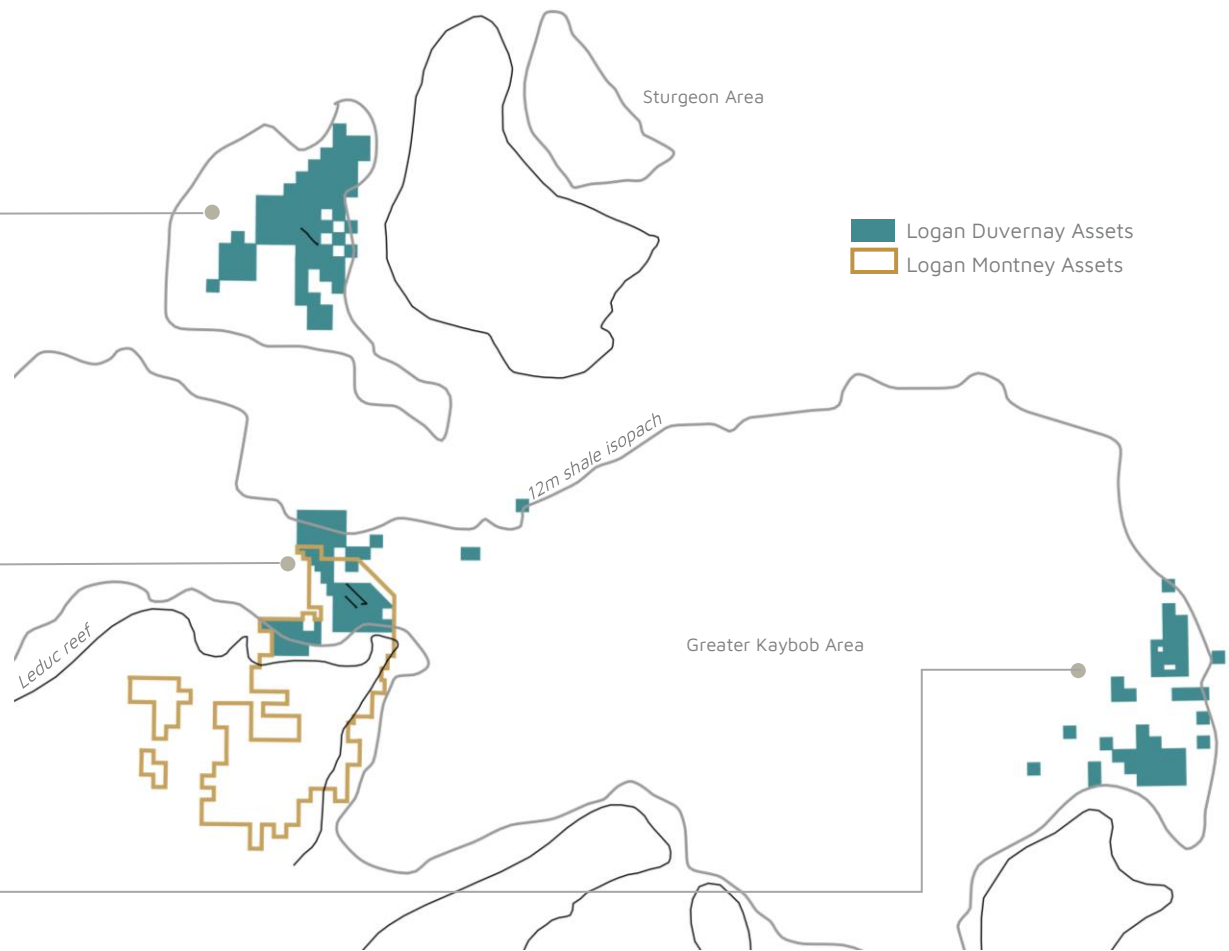 Sturgeon Area
Logan Duvernay Assets
Logan Montney Assets
12m shale isopach
Leduc reef
Greater Kaybob Area